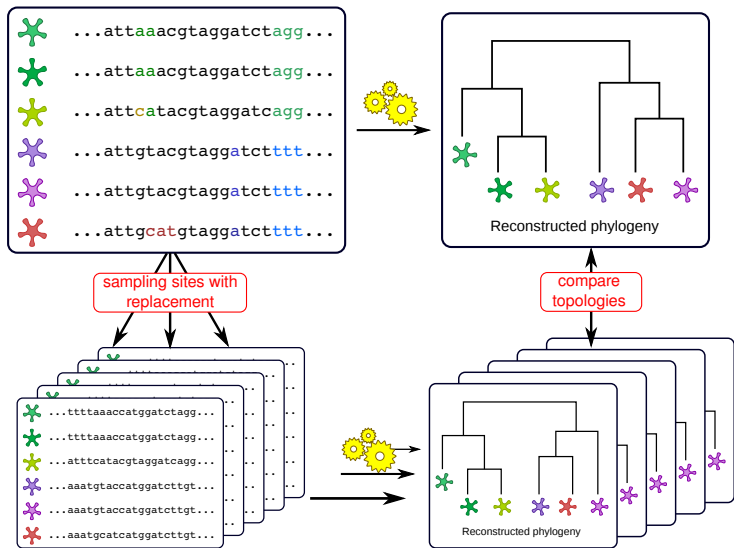 ...attaaacgtaggatctagg...
...attaaacgtaggatctagg...
...attcatacgtaggatcagg...
...attgtacgtaggatctttt...
...attgtacgtaggatctttt...
...attgcatgtaggatctttt...
Reconstructed phylogeny
sampling sites with
replacement
compare
topologies
...ttttaaaccatggatctagg...
...ttttaaaccatggatctagg...
...atttcatacgtaggatcagg...
...aaatgtaccatggatcttgt...
...aaatgtaccatggatcttgt...
...aaatgcatcatggatcttgt...
Reconstructed phylogeny